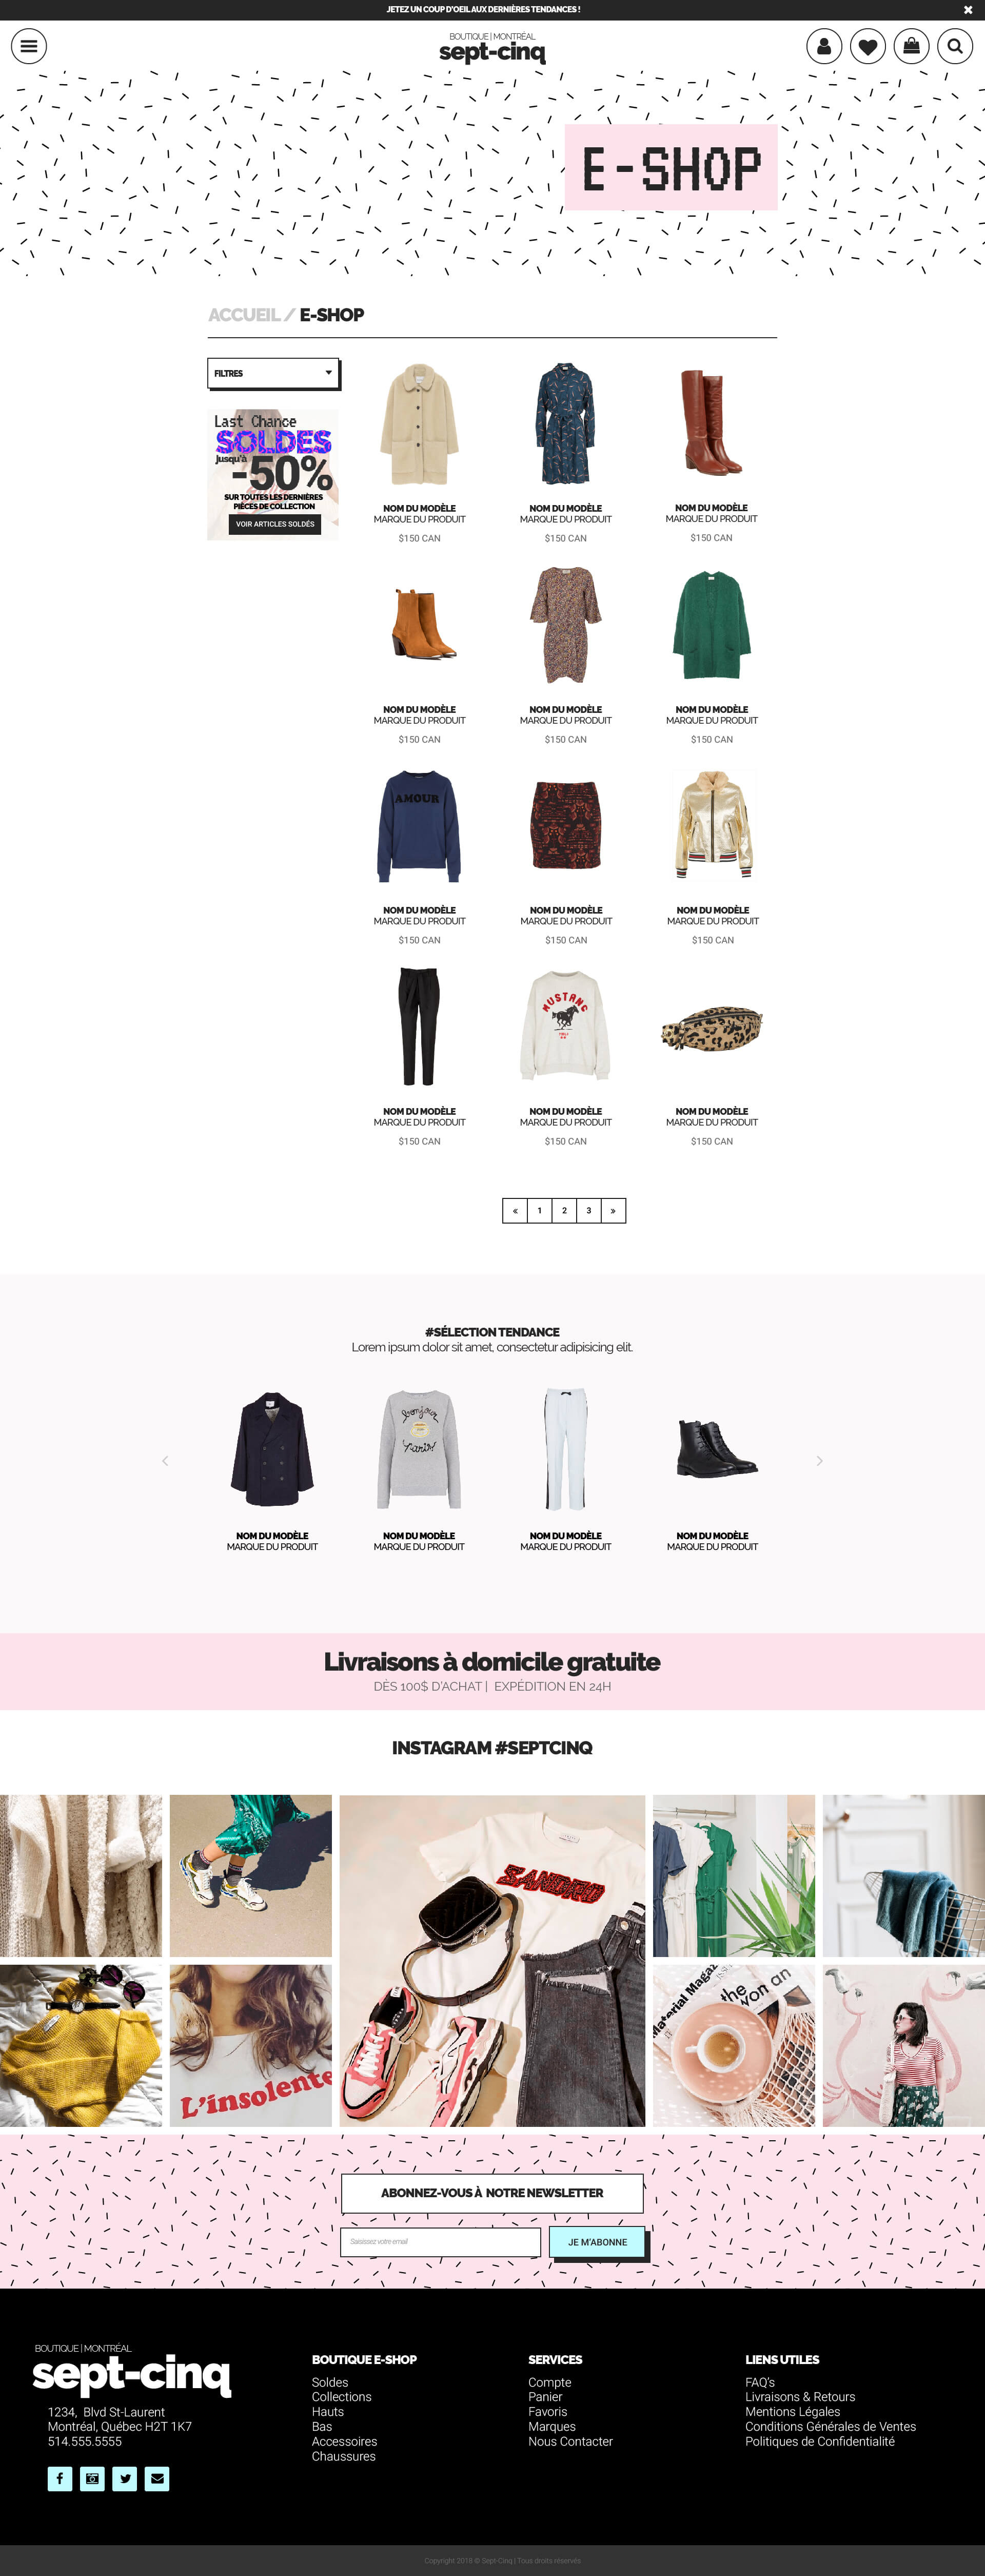 JETEZ UN COUP D'OEIL AUX DERNIÈRES TENDANCES !
BOUTIQUE | MONTRÉAL
sept-cinq
E-SHOP
ACCUEIL / E-SHOP
FILTRES
Last Chance
SOLDES
jusqu'à
-50%
SUR TOUTES LES DERNIÈRES
PIÈCES DE COLLECTION
VOIR ARTICLES SOLDÉS
NOM DU MODÈLE
MARQUE DU PRODUIT
$150 CAN
NOM DU MODÈLE
MARQUE DU PRODUIT
$150 CAN
NOM DU MODÈLE
MARQUE DU PRODUIT
$150 CAN
NOM DU MODÈLE
MARQUE DU PRODUIT
$150 CAN
NOM DU MODÈLE
MARQUE DU PRODUIT
$150 CAN
NOM DU MODÈLE
MARQUE DU PRODUIT
$150 CAN
AMOUR
NOM DU MODÈLE
MARQUE DU PRODUIT
$150 CAN
NOM DU MODÈLE
MARQUE DU PRODUIT
$150 CAN
NOM DU MODÈLE
MARQUE DU PRODUIT
$150 CAN
MUSTANG
NOM DU MODÈLE
MARQUE DU PRODUIT
$150 CAN
NOM DU MODÈLE
MARQUE DU PRODUIT
$150 CAN
NOM DU MODÈLE
MARQUE DU PRODUIT
$150 CAN
« 1 2 3 »
#SÉLECTION TENDANCE
Lorem ipsum dolor sit amet, consectetur adipisicing elit.
bonjour
Paris!
NOM DU MODÈLE
MARQUE DU PRODUIT
NOM DU MODÈLE
MARQUE DU PRODUIT
NOM DU MODÈLE
MARQUE DU PRODUIT
NOM DU MODÈLE
MARQUE DU PRODUIT
Livraisons à domicile gratuite
DÈS 100$ D'ACHAT | EXPÉDITION EN 24H
INSTAGRAM #SEPTCINQ
SANDRO
L'insolente
Material Magaz
the
Non an
ABONNEZ-VOUS À NOTRE NEWSLETTER
Saisissez votre email
JE M'ABONNE
BOUTIQUE | MONTRÉAL
sept-cinq
1234, Blvd St-Laurent
Montréal, Québec H2T 1K7
514.555.5555
BOUTIQUE E-SHOP
Soldes
Collections
Hauts
Bas
Accessoires
Chaussures
SERVICES
Compte
Panier
Favoris
Marques
Nous Contacter
LIENS UTILES
FAQ's
Livraisons & Retours
Mentions Légales
Conditions Générales de Ventes
Politiques de Confidentialité
Copyright 2018 © Sept-Cinq | Tous droits réservés